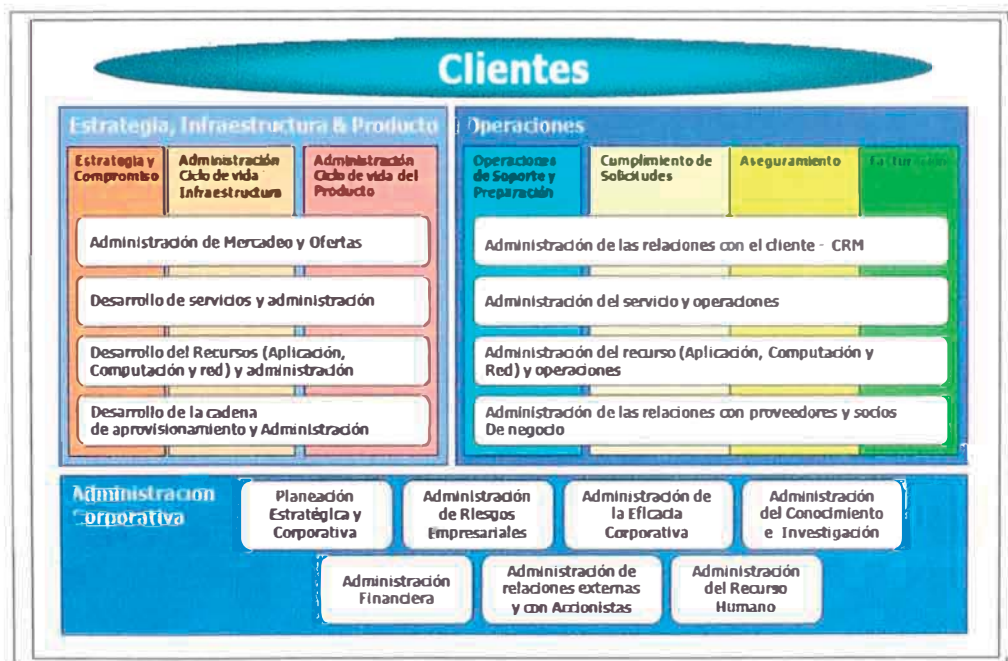 Clientes
Estrategia, Infraestructura & Producto
Operaciones
Estrategia y
Compromiso
Administración
Ciclo de vida
Infraestructura
Administración
Ciclo de vida del
Producto
Operaciones
de Soporte y
Preparación
Cumplimiento de
Solicitudes
Aseguramiento
Facturación
Administración de Mercadeo y Ofertas
Administración de las relaciones con el cliente - CRM
Desarrollo de servicios y administración
Administración del servicio y operaciones
Desarrollo del Recursos (Aplicación,
Computación y red) y administración
Administración del recurso (Aplicación, Computación y
Red) y operaciones
Desarrollo de la cadena
de aprovisionamiento y Administración
Administración de las relaciones con proveedores y socios
De negocio
Administración
Corporativa
Planeación
Estratégica y
Corporativa
Administración
de Riesgos
Empresariales
Administración de
la Eficacia
Corporativa
Administración
del Conocimiento
e Investigación
Administración
Financiera
Administración de
relaciones externas
y con Accionistas
Administración
del Recurso
Humano